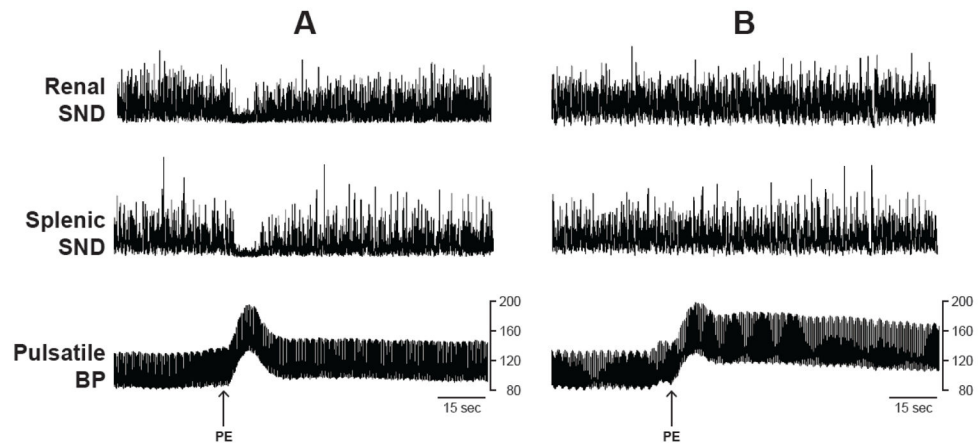 A B
Renal
SND
Splenic
SND
Pulsatile
BP
200
160
120
80
15 sec
PE
200
160
120
80
15 sec
PE